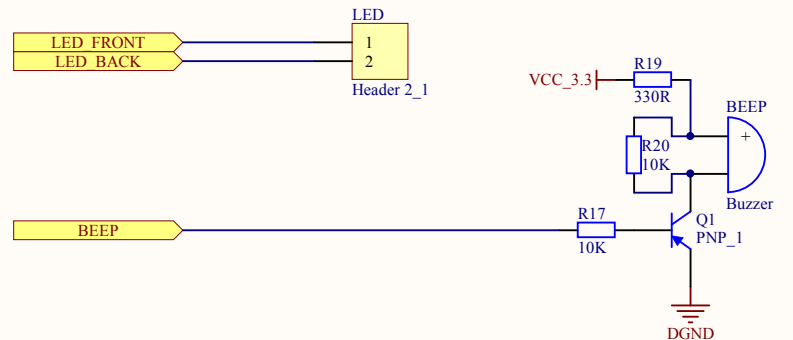 LED
LED_FRONT
1
LED_BACK
2
Header 2_1
R19
VCC_3.3
330R
BEEP
+
R20
10K
Buzzer
R17
Q1
BEEP
PNP_1
10K
DGND